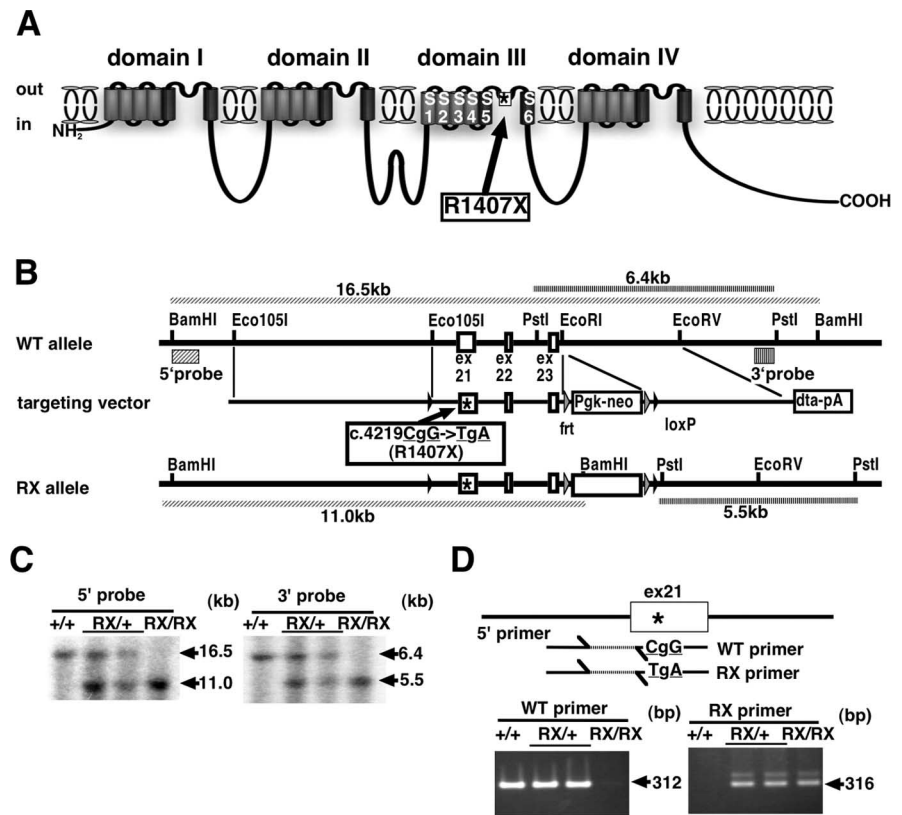 A
domain I domain II domain III domain IV
out
in
NH2
S1 S2 S3 S4 S5 * S6
R1407X
COOH
B
6.4kb
16.5kb
BamHI Eco105I Eco105I PstI EcoRI EcoRV PstI BamHI
WT allele
5'probe ex 21 ex 22 ex 23 3'probe
targeting vector * Pgk-neo dta-pA
frt loxP
c.4219CgG->TgA
(R1407X)
BamHI BamHI PstI EcoRV PstI
RX allele *
11.0kb 5.5kb
C
5' probe (kb) 3' probe (kb)
+/+ RX/+ RX/RX +/+ RX/+ RX/RX
16.5 6.4
11.0 5.5
D
ex21
*
5' primer
CgG WT primer
TgA RX primer
WT primer (bp) RX primer (bp)
+/+ RX/+ RX/RX +/+ RX/+ RX/RX
312 316